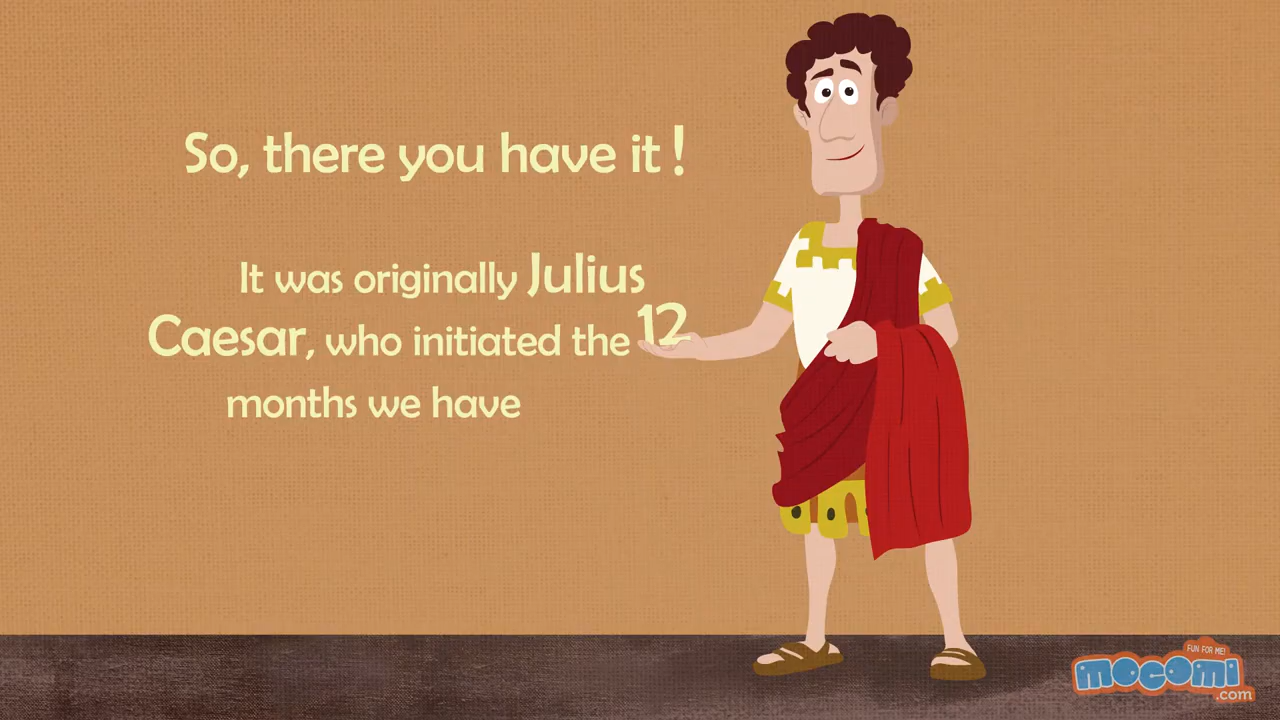 So, there you have it !
It was originally Julius
Caesar, who initiated the 12
months we have
FUN FOR ME!
mocomi
.com